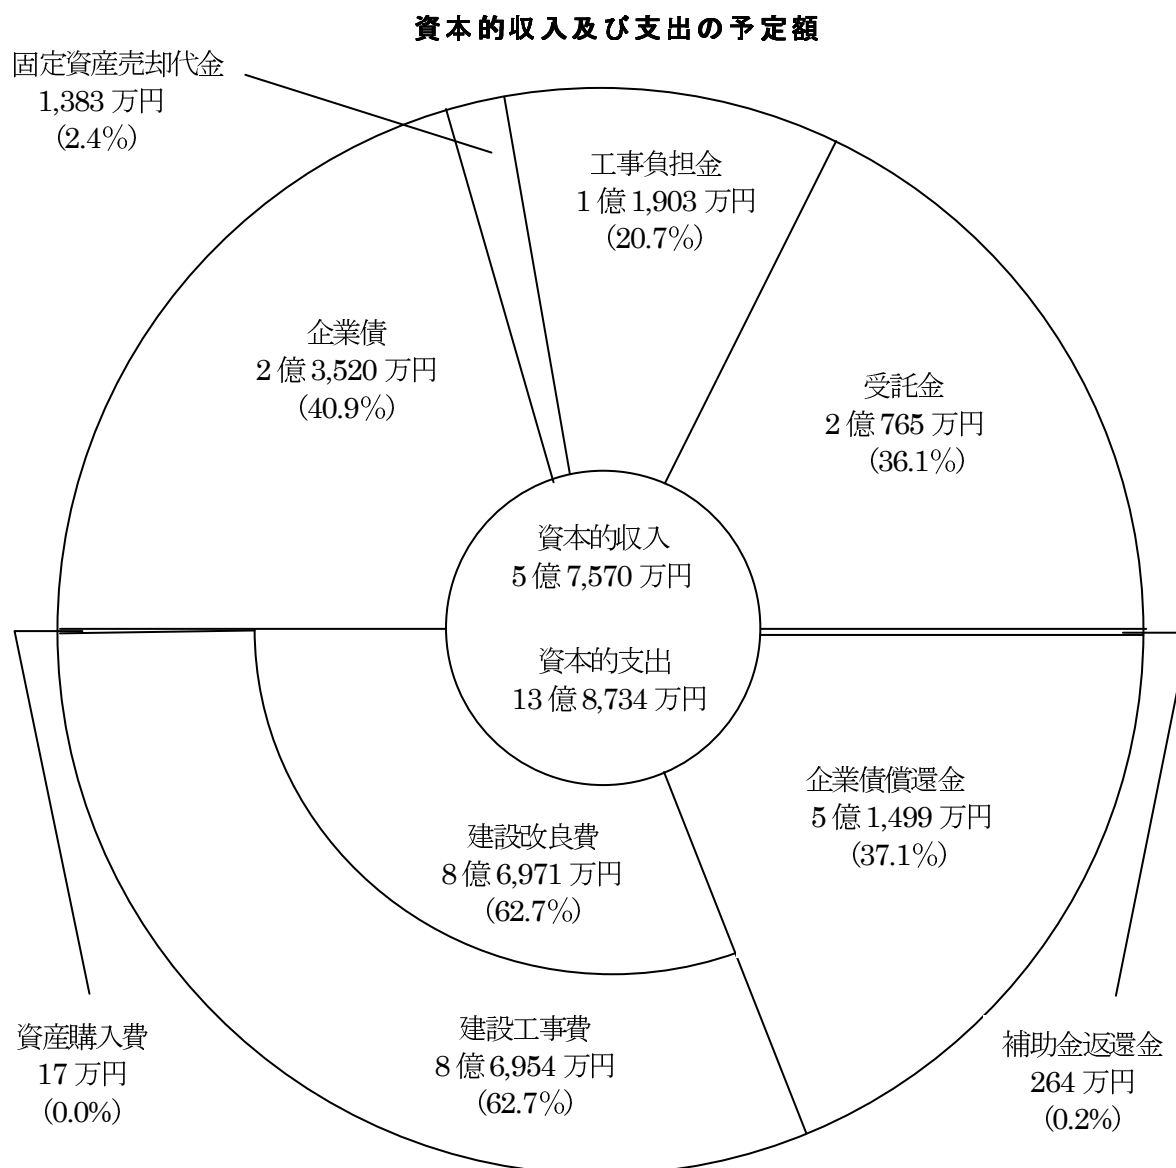 資本的収入及び支出の予定額
固定資産売却代金
1,383 万円
(2.4%)
工事負担金
1 億 1,903 万円
(20.7%)
企業債
2 億 3,520 万円
(40.9%)
受託金
2 億 765 万円
(36.1%)
資本的収入
5 億 7,570 万円
資本的支出
13 億 8,734 万円
企業債償還金
5 億 1,499 万円
(37.1%)
建設改良費
8 億 6,971 万円
(62.7%)
建設工事費
8 億 6,954 万円
(62.7%)
資産購入費
17 万円
(0.0%)
補助金返還金
264 万円
(0.2%)